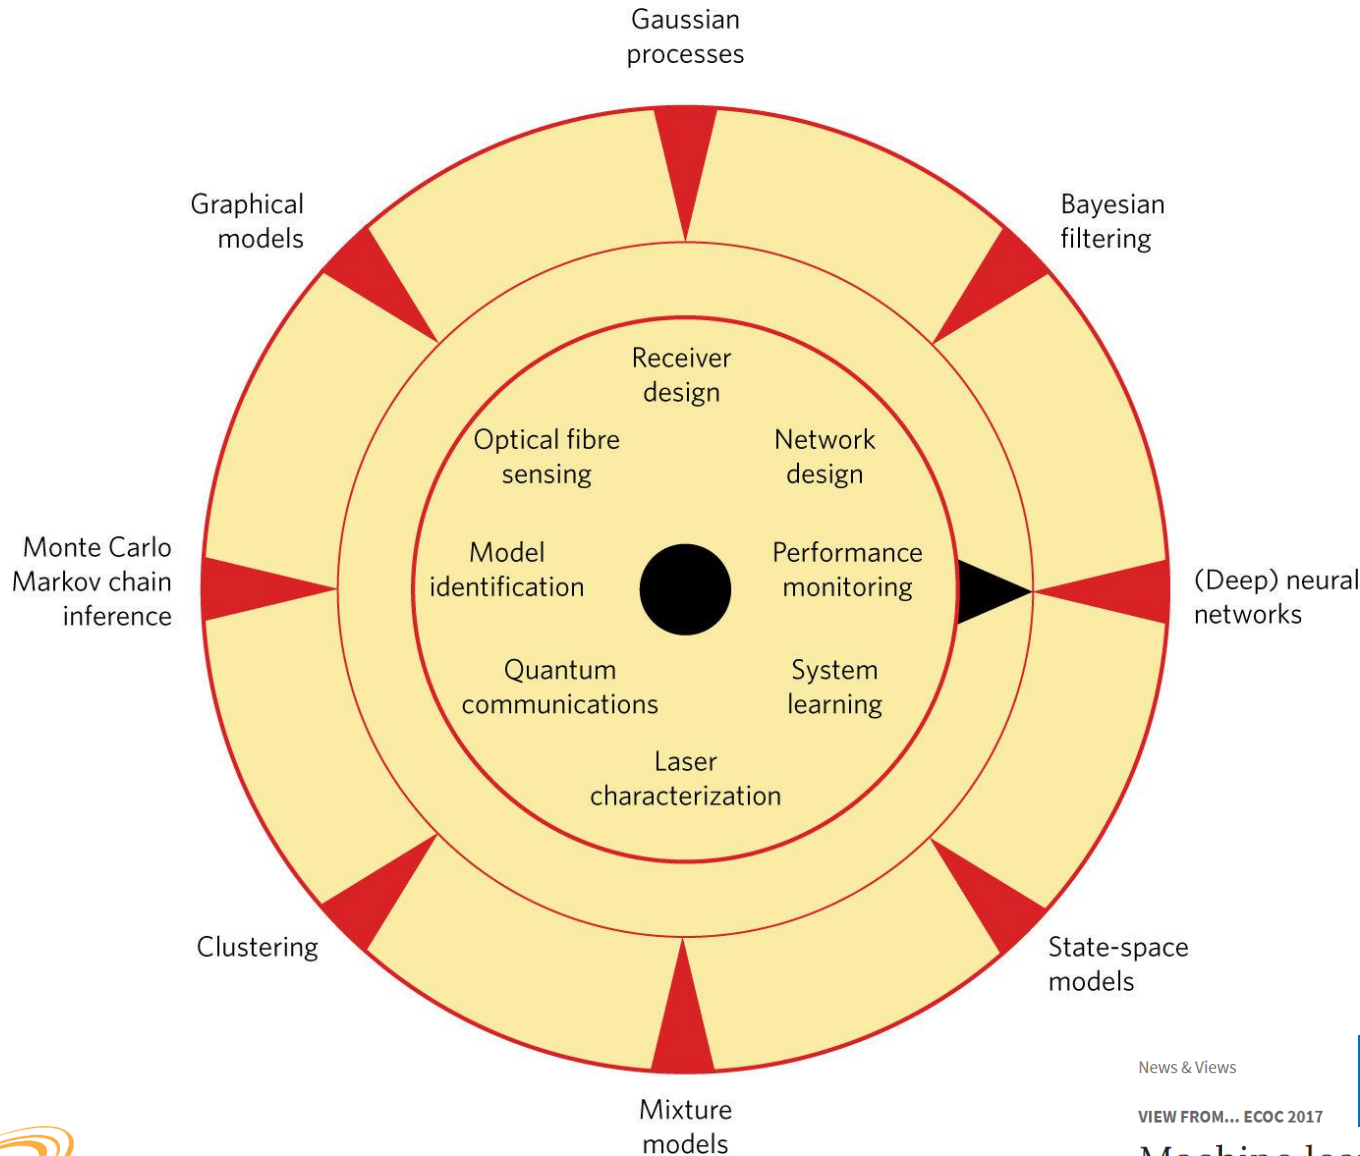 Gaussian
processes
Graphical
models
Bayesian
filtering
Receiver
design
Optical fibre
sensing
Network
design
Monte Carlo
Markov chain
inference
Model
identification
Performance
monitoring
(Deep) neural
networks
Quantum
communications
System
learning
Laser
characterization
Clustering
State-space
models
Mixture
models
News & Views
VIEW FROM... ECOC 2017